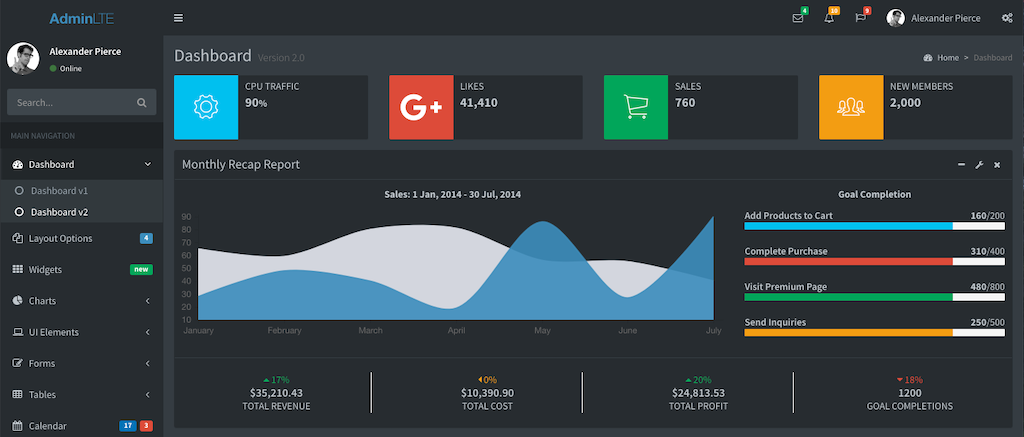 AdminLTE
4
10
9
Alexander Pierce
Alexander Pierce
Online
Search...
MAIN NAVIGATION
Dashboard
Dashboard v1
Dashboard v2
Layout Options 4
Widgets new
Charts
UI Elements
Forms
Tables
Calendar 17 3
Dashboard Version 2.0
Home > Dashboard
CPU TRAFFIC
90%
G+
LIKES
41,410
SALES
760
NEW MEMBERS
2,000
Monthly Recap Report
Sales: 1 Jan, 2014 - 30 Jul, 2014
90
80
70
60
50
40
30
20
10
January February March April May June July
Goal Completion
Add Products to Cart 160/200
Complete Purchase 310/400
Visit Premium Page 480/800
Send Inquiries 250/500
17%
$35,210.43
TOTAL REVENUE
0%
$10,390.90
TOTAL COST
20%
$24,813.53
TOTAL PROFIT
18%
1200
GOAL COMPLETIONS